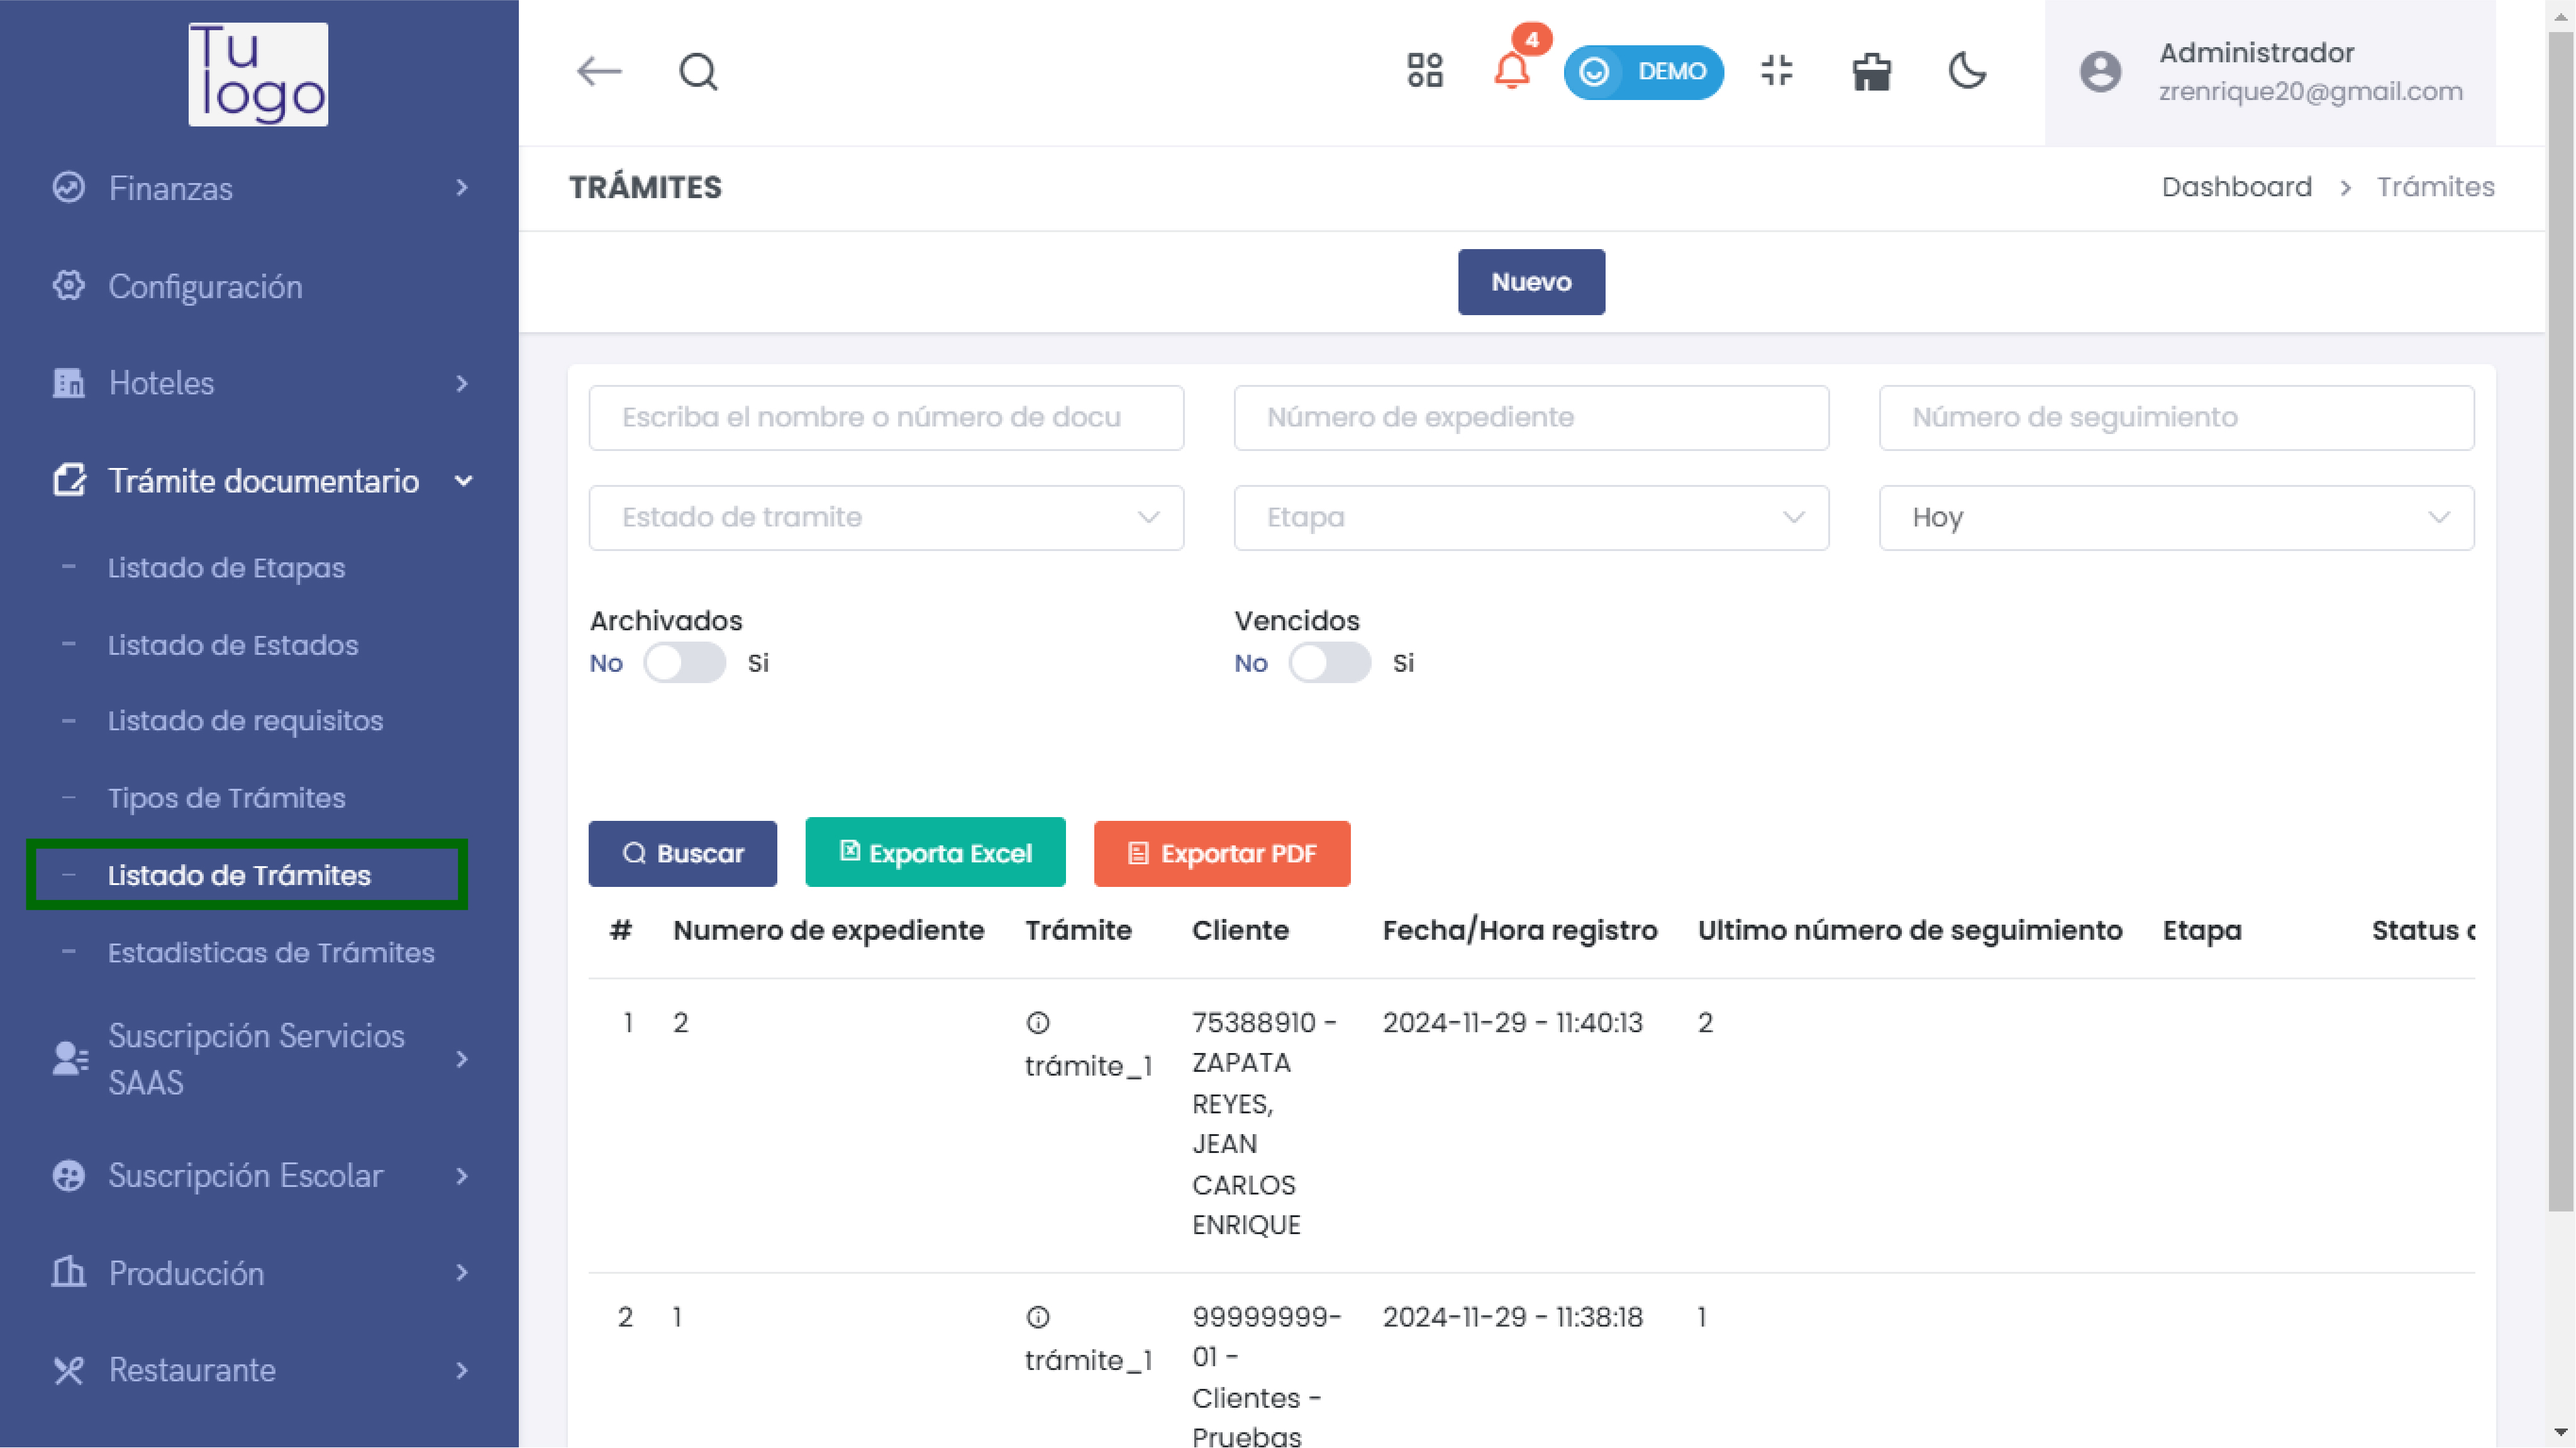 Tu
logo
Finanzas
Configuración
Hoteles
Trámite documentario
Listado de Etapas
Listado de Estados
Listado de requisitos
Tipos de Trámites
Listado de Trámites
Estadisticas de Trámites
Suscripción Servicios
SAAS
Suscripción Escolar
Producción
Restaurante
4
DEMO
Administrador
zrenrique20@gmail.com
TRÁMITES
Dashboard > Trámites
Nuevo
Escriba el nombre o número de docu
Número de expediente
Número de seguimiento
Estado de tramite
Etapa
Hoy
Archivados
No Si
Vencidos
No Si
Buscar
Exporta Excel
Exportar PDF
# Numero de expediente Trámite Cliente Fecha/Hora registro Ultimo número de seguimiento Etapa Status
1 2 75388910 - 2024-11-29 - 11:40:13 2
trámite_1 ZAPATA
REYES,
JEAN
CARLOS
ENRIQUE
2 1 99999999- 2024-11-29 - 11:38:18 1
trámite_1 01 -
Clientes -
Pruebas